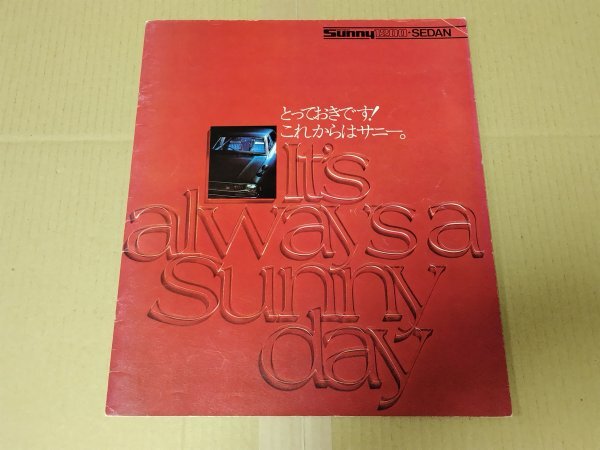 Sunny 1400・SEDAN
とっておきです!
これからはサニー。
It's
always a
Sunny
day